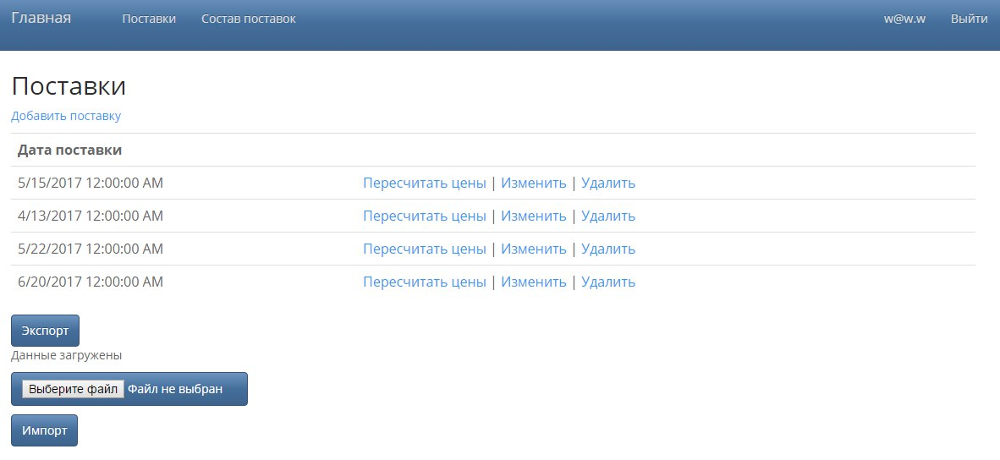 Главная Поставки Состав поставок w@w.w Выйти
Поставки
Добавить поставку
Дата поставки
5/15/2017 12:00:00 AM Пересчитать цены | Изменить | Удалить
4/13/2017 12:00:00 AM Пересчитать цены | Изменить | Удалить
5/22/2017 12:00:00 AM Пересчитать цены | Изменить | Удалить
6/20/2017 12:00:00 AM Пересчитать цены | Изменить | Удалить
Экспорт
Данные загружены
Выберите файл Файл не выбран
Импорт